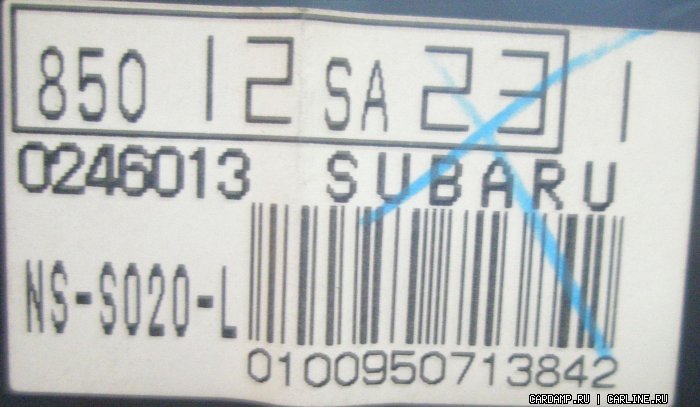 850 12 SA 23 1
0246013 SUBARU
NS-S020-L
0100950713842
CARDAMP.RU | CARLINE.RU